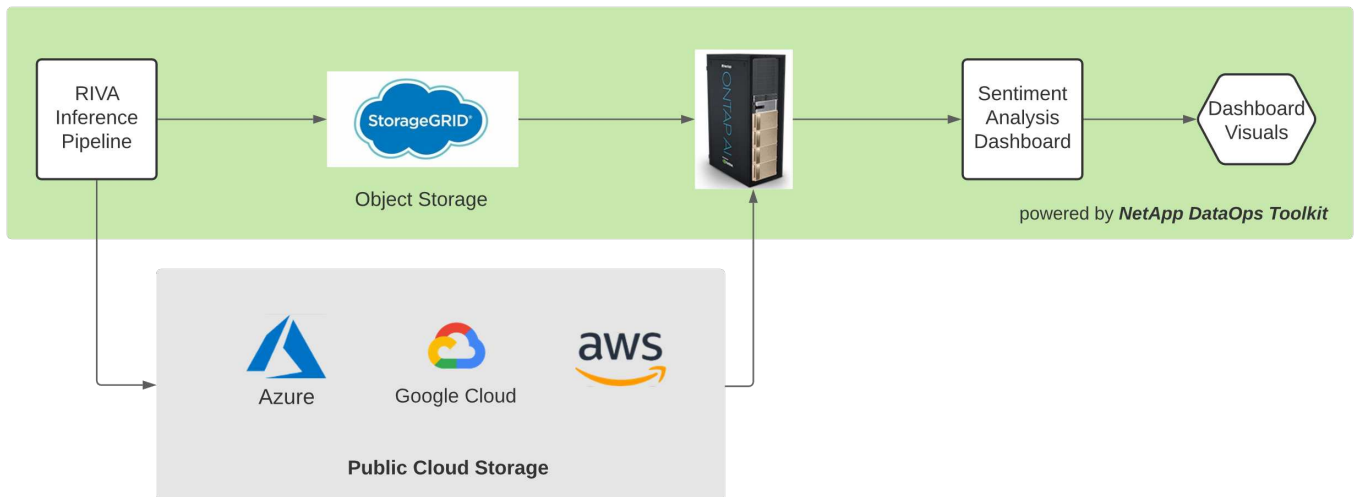 RIVA
Inference
Pipeline
StorageGRID®
Object Storage
ONTAP AI
Sentiment
Analysis
Dashboard
Dashboard
Visuals
powered by NetApp DataOps Toolkit
Azure
Google Cloud
aws
Public Cloud Storage